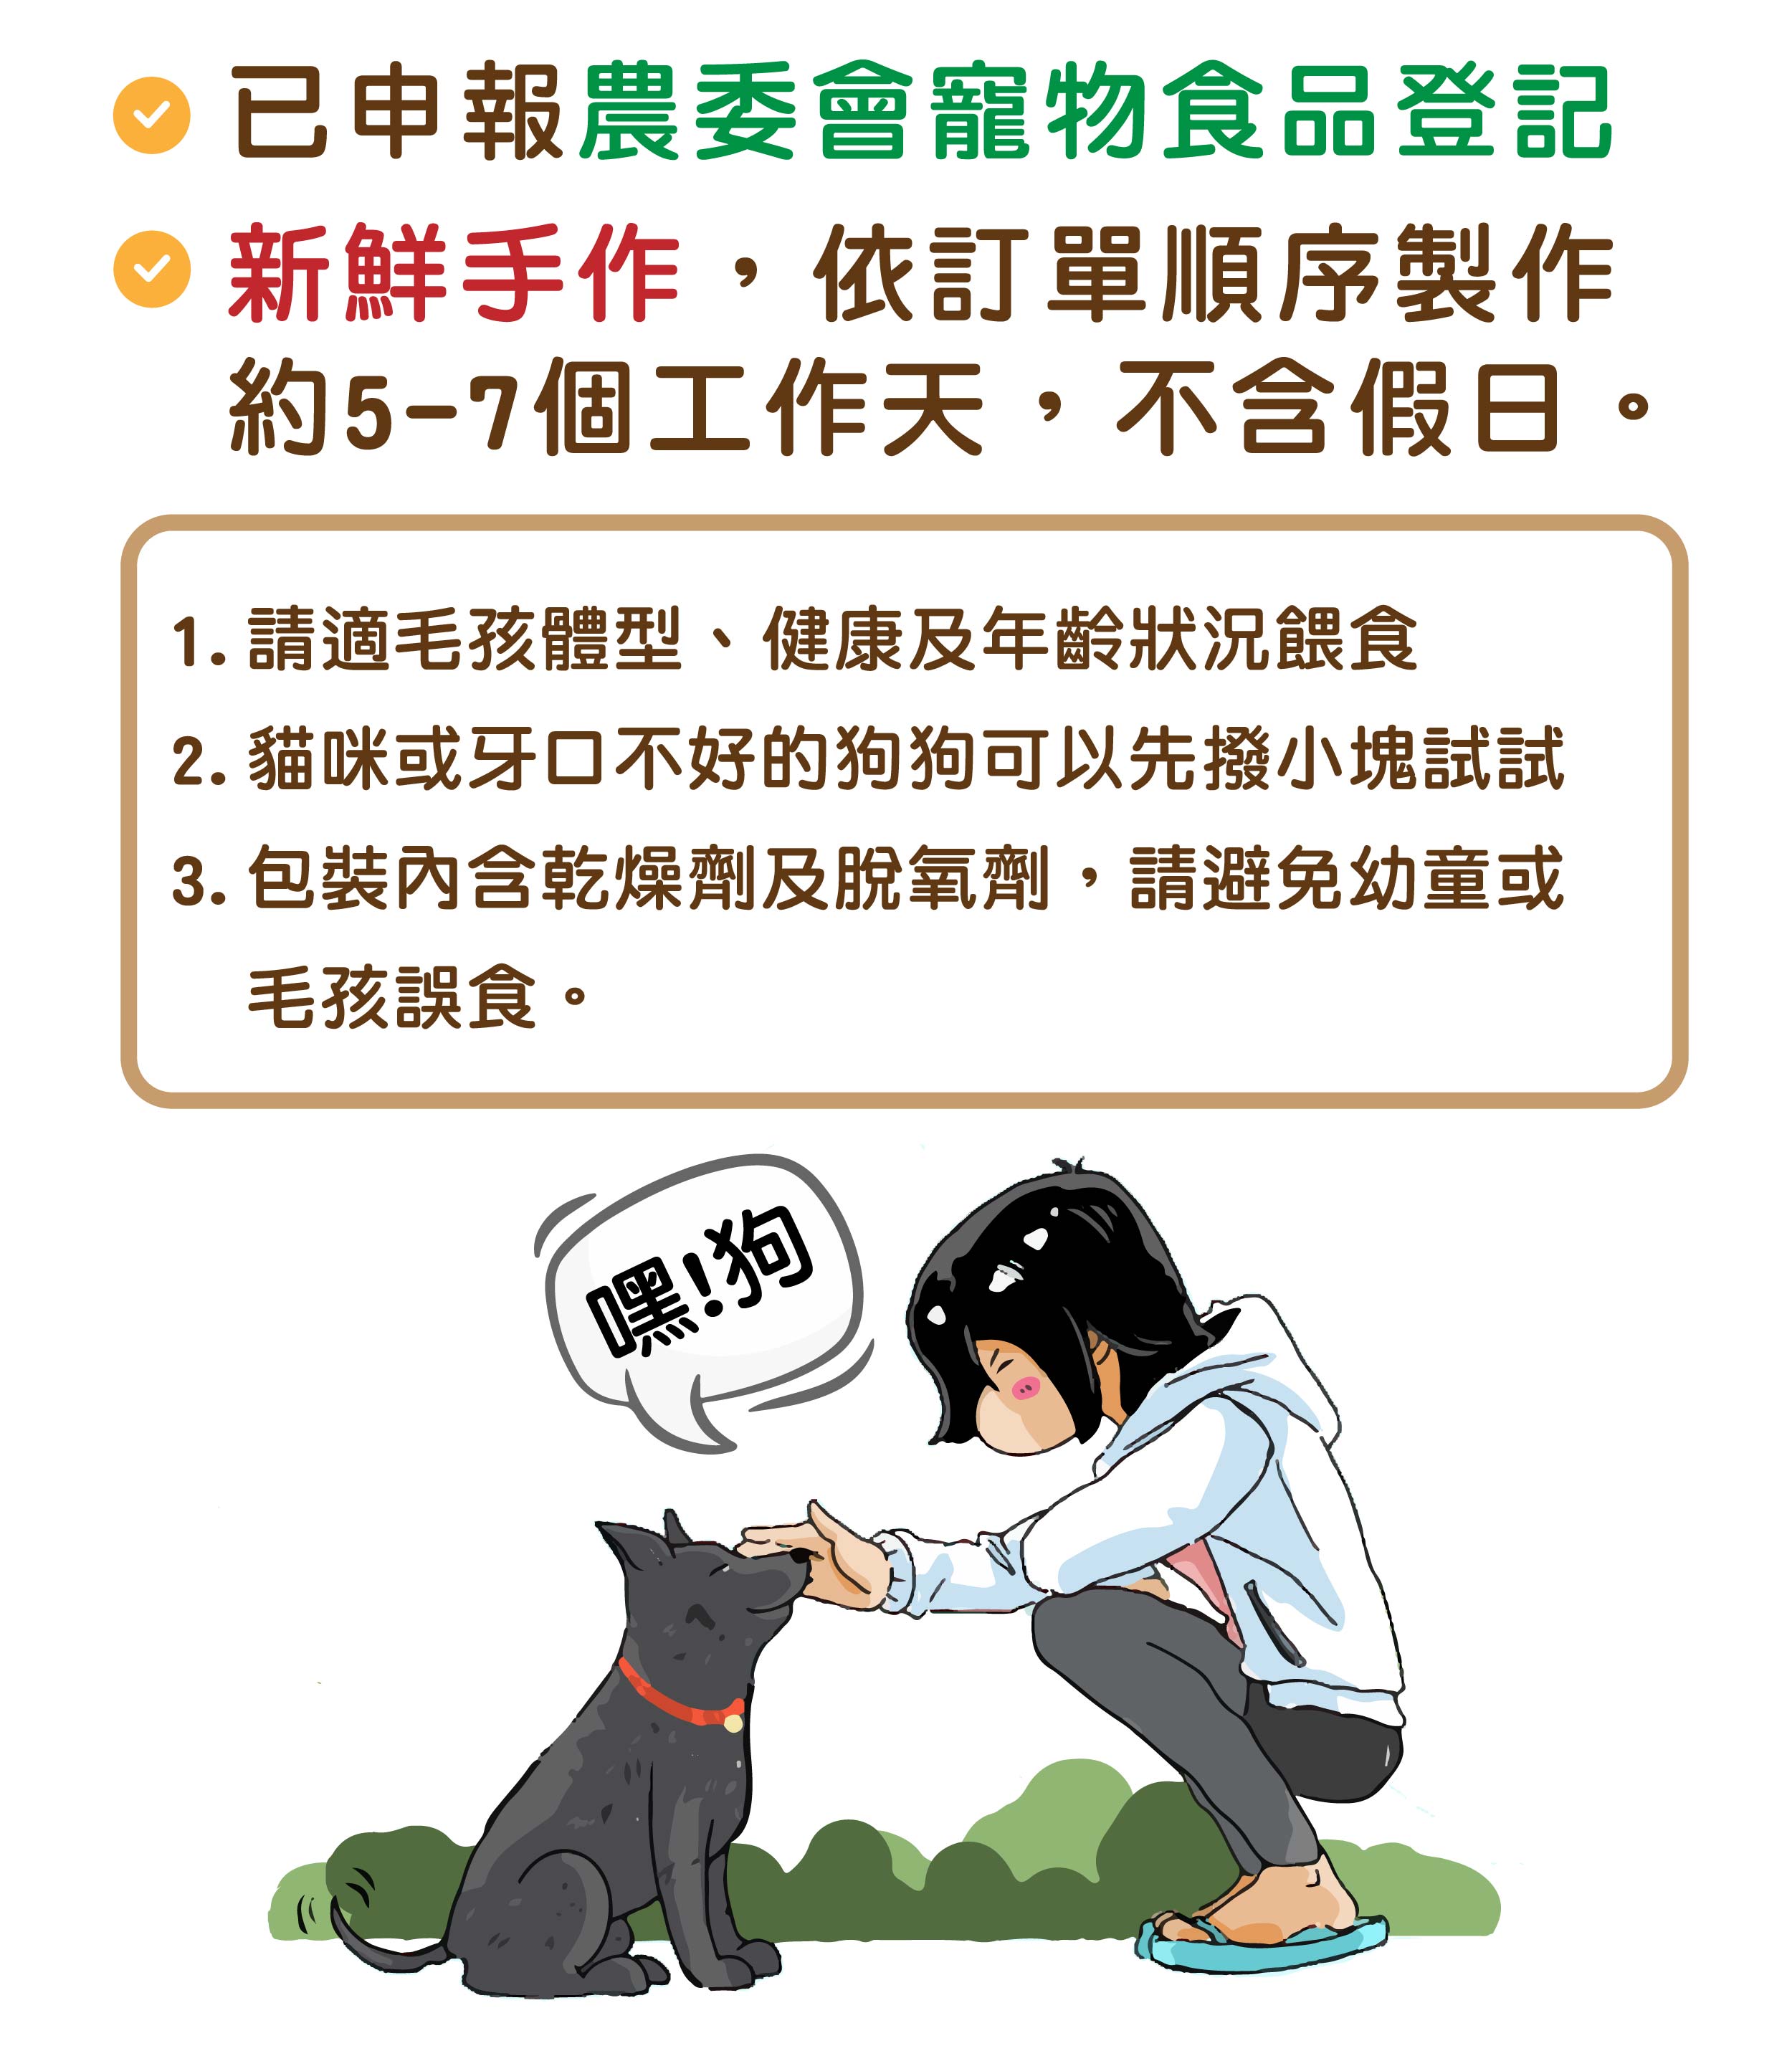 已申報農委會寵物食品登記
新鮮手作，依訂單順序製作
約5-7個工作天，不含假日。
1. 請適毛孩體型、健康及年齡狀況餵食
2. 貓咪或牙口不好的狗狗可以先撥小塊試試
3. 包裝內含乾燥劑及脫氧劑，請避免幼童或
毛孩誤食。
嘿!狗